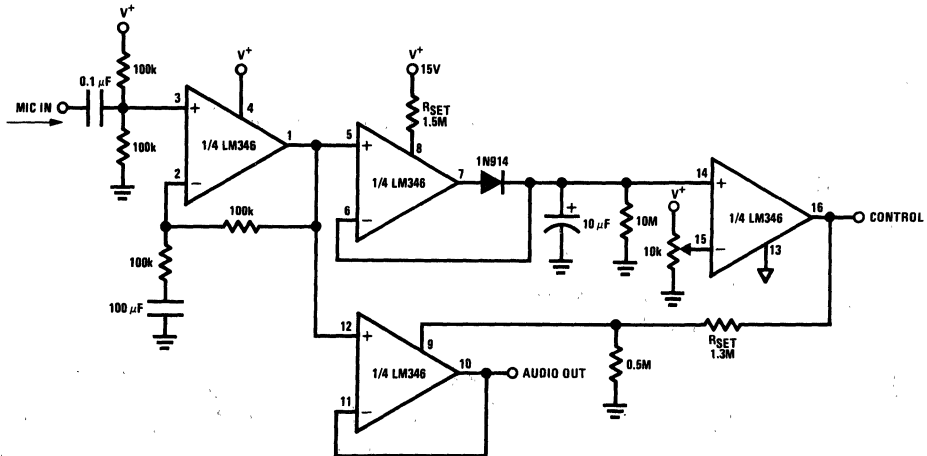 V+
100k
0.1 μF
MIC IN
100k
3
+
V+
4
1/4 LM346
1
2
−
100k
100k
100 μF
V+
15V
RSET
1.5M
8
5
+
1/4 LM346
7
6
−
1N914
+
10 μF
10M
14
+
V+
1/4 LM346
16
CONTROL
15
−
13
10k
12
+
9
1/4 LM346
10
AUDIO OUT
11
−
0.5M
RSET
1.3M